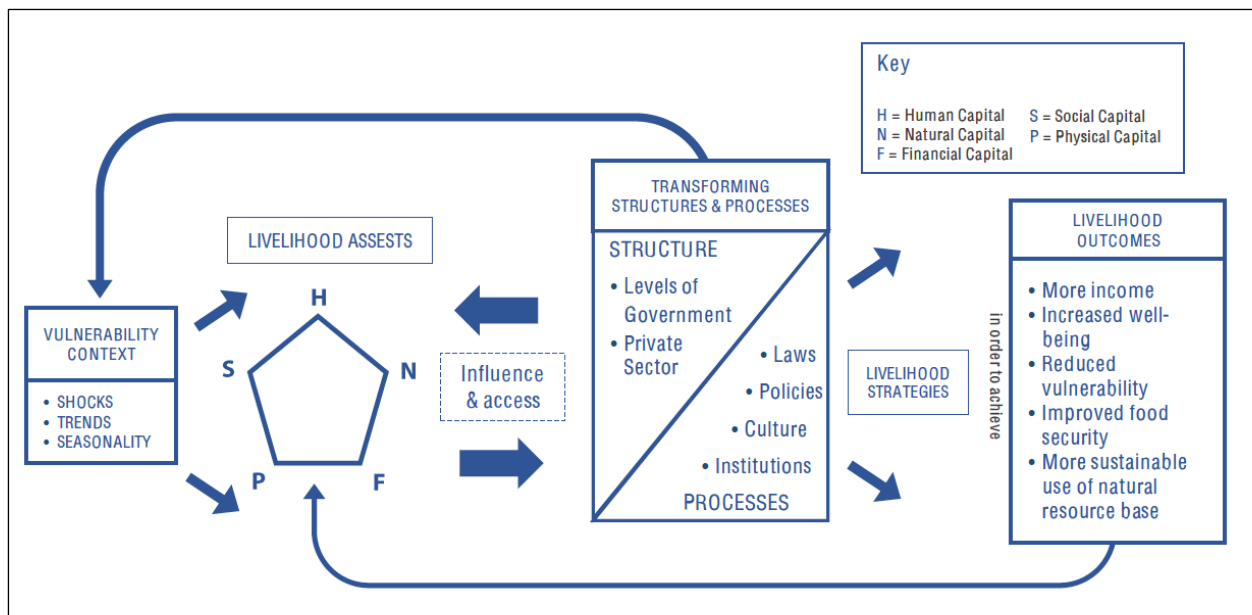 Key
H = Human Capital
S = Social Capital
N = Natural Capital
P = Physical Capital
F = Financial Capital
TRANSFORMING
STRUCTURES & PROCESSES
LIVELIHOOD ASSESTS
STRUCTURE
• Levels of
Government
• Private
Sector
• Laws
• Policies
• Culture
• Institutions
PROCESSES
VULNERABILITY
CONTEXT
• SHOCKS
• TRENDS
• SEASONALITY
H
S
N
P
F
Influence
& access
LIVELIHOOD
STRATEGIES
in order to achieve
LIVELIHOOD
OUTCOMES
• More income
• Increased well-
being
• Reduced
vulnerability
• Improved food
security
• More sustainable
use of natural
resource base